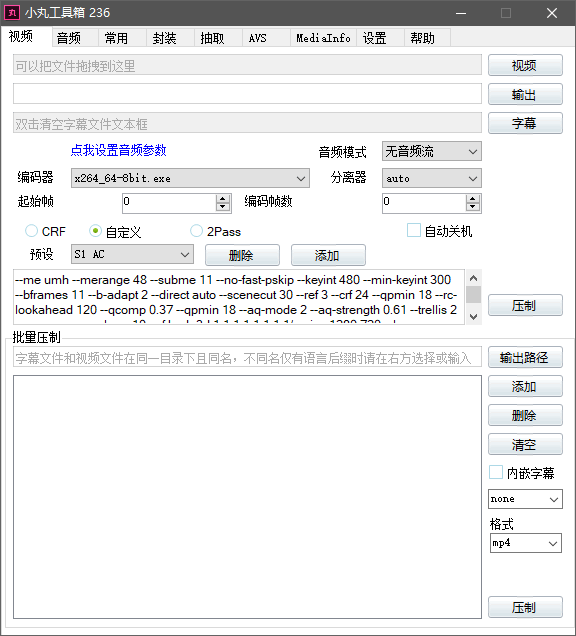 小丸工具箱 236
视频 音频 常用 封装 抽取 AVS MediaInfo 设置 帮助
可以把文件拖拽到这里 视频
输出
双击清空字幕文件文本框 字幕
点我设置音频参数 音频模式 无音频流
编码器 x264_64-8bit.exe 分离器 auto
起始帧 0 编码帧数 0
CRF 自定义 2Pass 自动关机
预设 S1 AC 删除 添加
--me umh --merange 48 --subme 11 --no-fast-pskip --keyint 480 --min-keyint 300
--bframes 11 --b-adapt 2 --direct auto --scenecut 30 --ref 3 --crf 24 --qpmin 18 --rc-
lookahead 120 --qcomp 0.37 --qpmin 18 --aq-mode 2 --aq-strength 0.61 --trellis 2
压制
批量压制
字幕文件和视频文件在同一目录下且同名，不同名仅有语言后缀时请在右方选择或输入 输出路径
添加
删除
清空
内嵌字幕
none
格式
mp4
压制